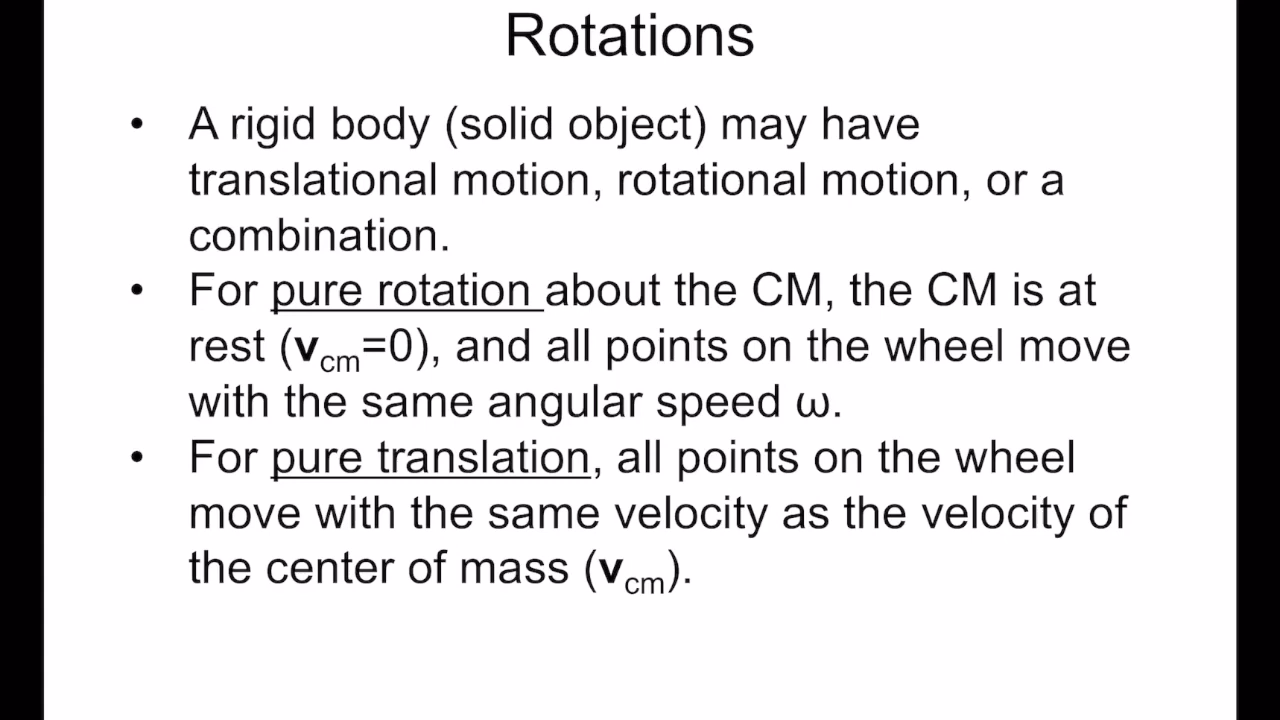 Rotations
• A rigid body (solid object) may have
translational motion, rotational motion, or a
combination.
• For pure rotation about the CM, the CM is at
rest (vcm=0), and all points on the wheel move
with the same angular speed ω.
• For pure translation, all points on the wheel
move with the same velocity as the velocity of
the center of mass (vcm).